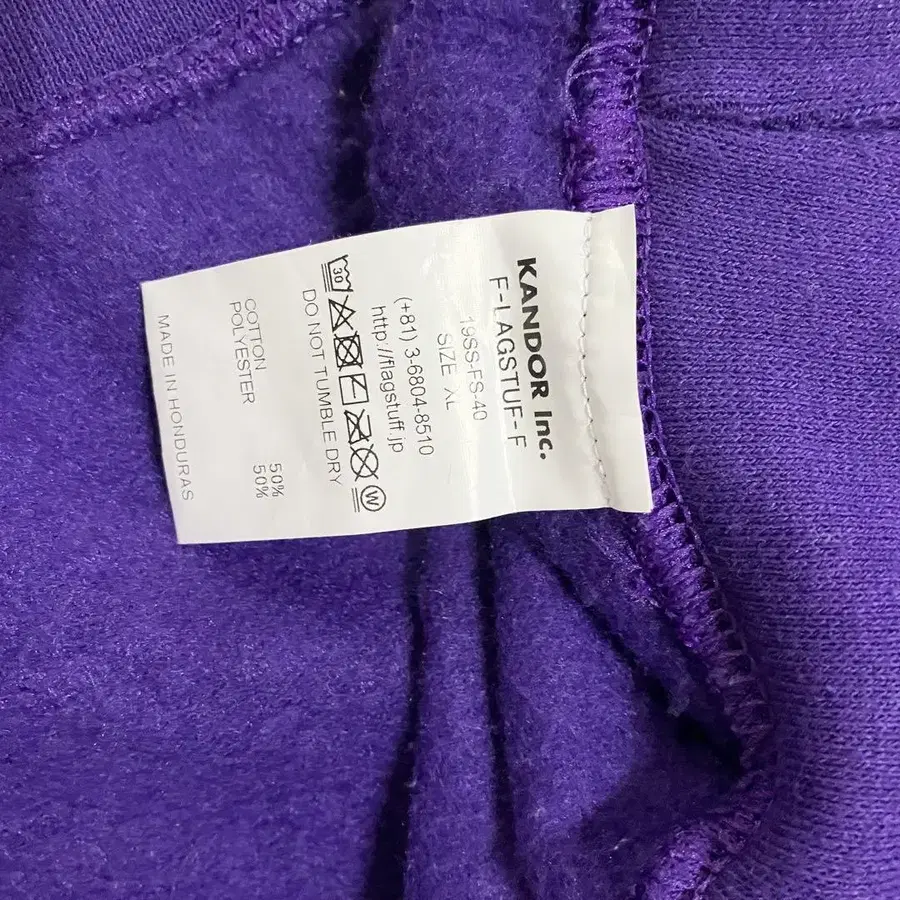 KANDOR Inc.
F-LAGSTUF-F
19SS-FS-40
SIZE XL
(+81) 3-6804-8510
http://flagstuff.jp
30
W
DO NOT TUMBLE DRY
COTTON 50%
POLYESTER 50%
MADE IN HONDURAS